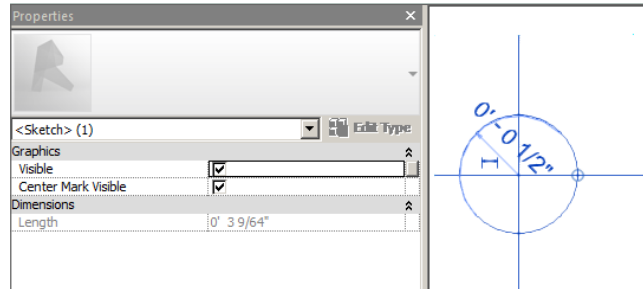 Properties
<Sketch> (1)
Edit Type
Graphics
Visible
Center Mark Visible
Dimensions
Length
0' 3 9/64"
0' - 0 1/2"